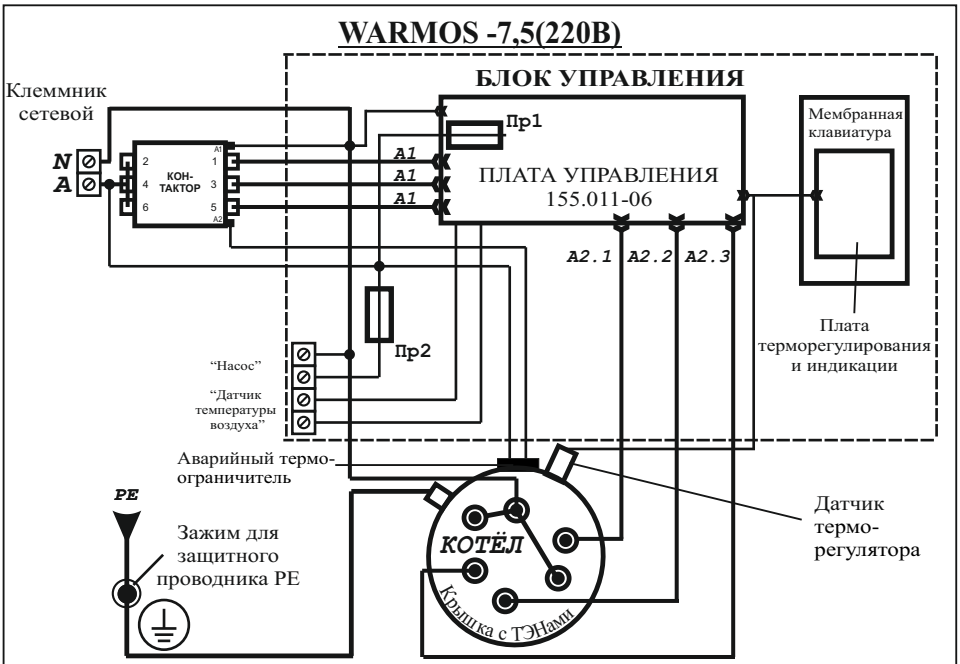 WARMOS -7,5(220В)
БЛОК УПРАВЛЕНИЯ
Клеммник
сетевой
N
A
2
4
6
КОН-
ТАКТОР
A1
1
3
5
A2
A1
A1
A1
Пр1
ПЛАТА УПРАВЛЕНИЯ
155.011-06
Мембранная
клавиатура
A2.1
A2.2
A2.3
Плата
терморегулирования
и индикации
Пр2
“Насос”
“Датчик
температуры
воздуха”
Аварийный термо-
ограничитель
PE
Зажим для
защитного
проводника PE
КОТЁЛ
Крышка с ТЭНами
Датчик
термо-
регулятора